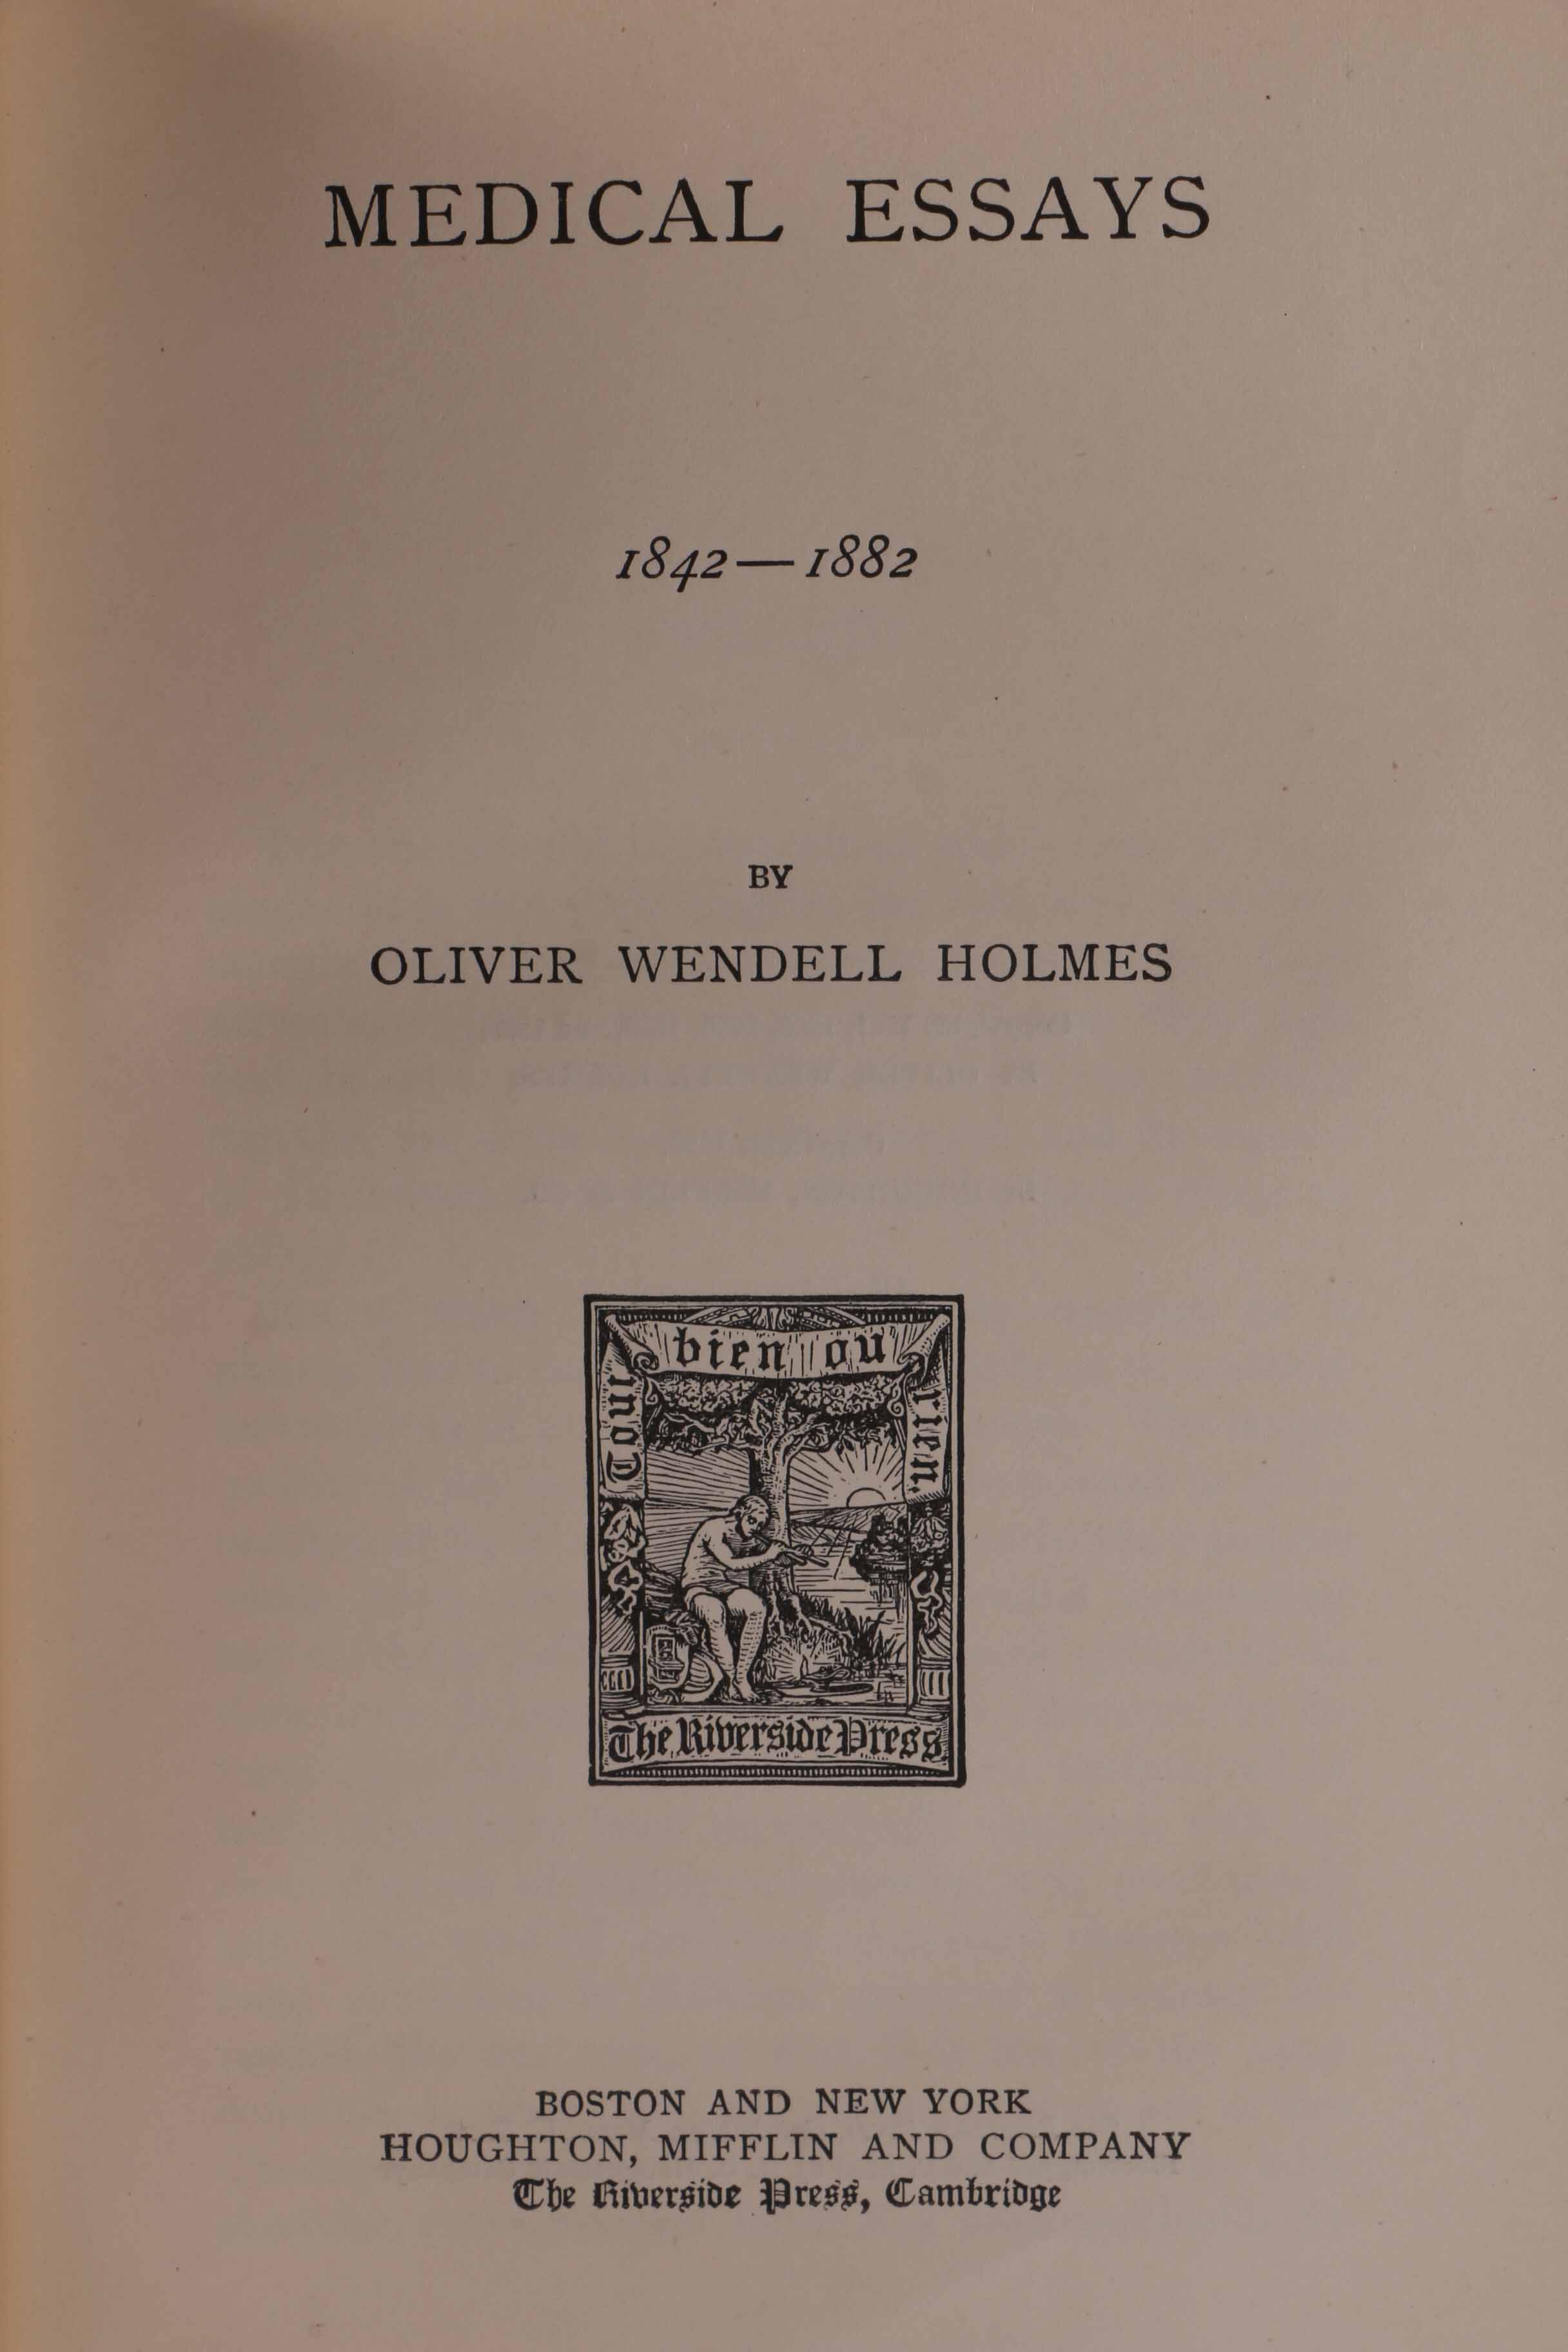 MEDICAL ESSAYS
1842—1882
BY
OLIVER WENDELL HOLMES
Tout
bien ou
rien.
The Riverside Press
BOSTON AND NEW YORK
HOUGHTON, MIFFLIN AND COMPANY
The Riverside Press, Cambridge